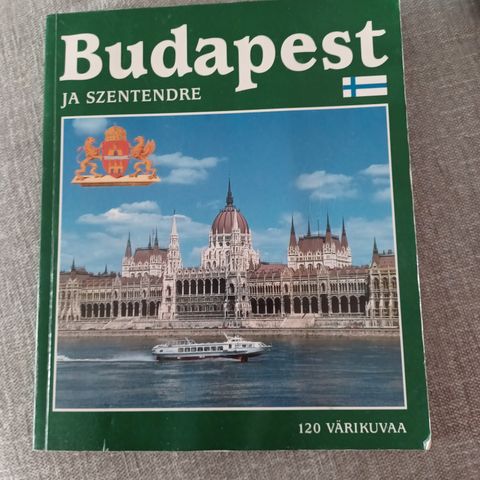 Budapest
JA SZENTENDRE
120 VÄRIKUVAA